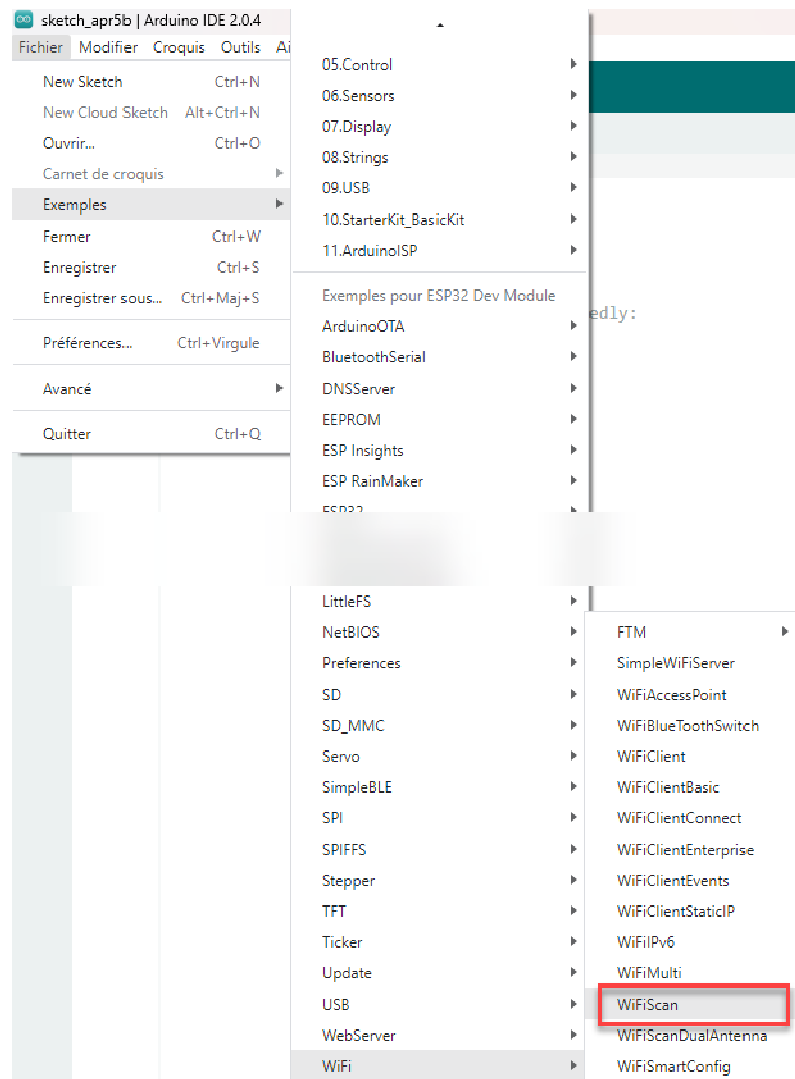 sketch_apr5b | Arduino IDE 2.0.4
Fichier Modifier Croquis Outils Ai
New Sketch Ctrl+N
New Cloud Sketch Alt+Ctrl+N
Ouvrir... Ctrl+O
Carnet de croquis
Exemples
Fermer Ctrl+W
Enregistrer Ctrl+S
Enregistrer sous... Ctrl+Maj+S
Préférences... Ctrl+Virgule
Avancé
Quitter Ctrl+Q
05.Control
06.Sensors
07.Display
08.Strings
09.USB
10.StarterKit_BasicKit
11.ArduinoISP
Exemples pour ESP32 Dev Module
ArduinoOTA
BluetoothSerial
DNSServer
EEPROM
ESP Insights
ESP RainMaker
ESP32
LittleFS
NetBIOS
Preferences
SD
SD_MMC
Servo
SimpleBLE
SPI
SPIFFS
Stepper
TFT
Ticker
Update
USB
WebServer
WiFi
edly:
FTM
SimpleWiFiServer
WiFiAccessPoint
WiFiBlueToothSwitch
WiFiClient
WiFiClientBasic
WiFiClientConnect
WiFiClientEnterprise
WiFiClientEvents
WiFiClientStaticIP
WiFiIPv6
WiFiMulti
WiFiScan
WiFiScanDualAntenna
WiFiSmartConfig